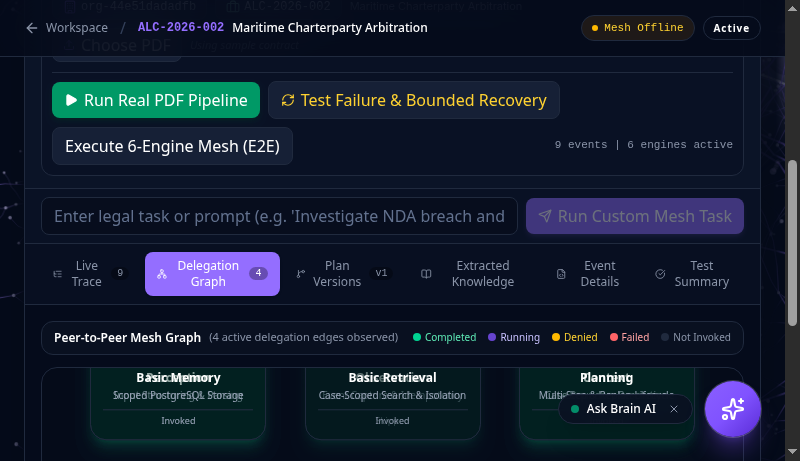 Workspace / ALC-2026-002 Maritime Charterparty Arbitration
Mesh Offline
Active
Choose PDF
Run Real PDF Pipeline
Test Failure & Bounded Recovery
Execute 6-Engine Mesh (E2E)
9 events | 6 engines active
Enter legal task or prompt (e.g. 'Investigate NDA breach and
Run Custom Mesh Task
Live Trace 9
Delegation Graph 4
Plan Versions v1
Extracted Knowledge
Event Details
Test Summary
Peer-to-Peer Mesh Graph (4 active delegation edges observed)
Completed
Running
Denied
Failed
Not Invoked
Basic Memory
Scoped PostgreSQL Storage
Invoked
Basic Retrieval
Case-Scoped Search & Isolation
Invoked
Planning
Ask Brain AI